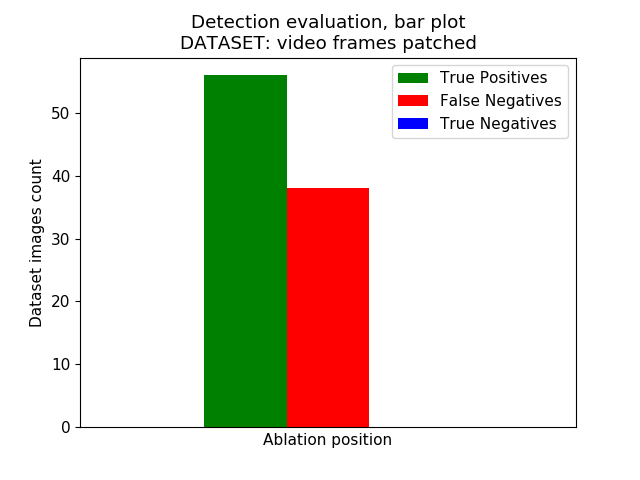 Detection evaluation, bar plot
DATASET: video frames patched
True Positives
False Negatives
True Negatives
Dataset images count
50
40
30
20
10
0
Ablation position